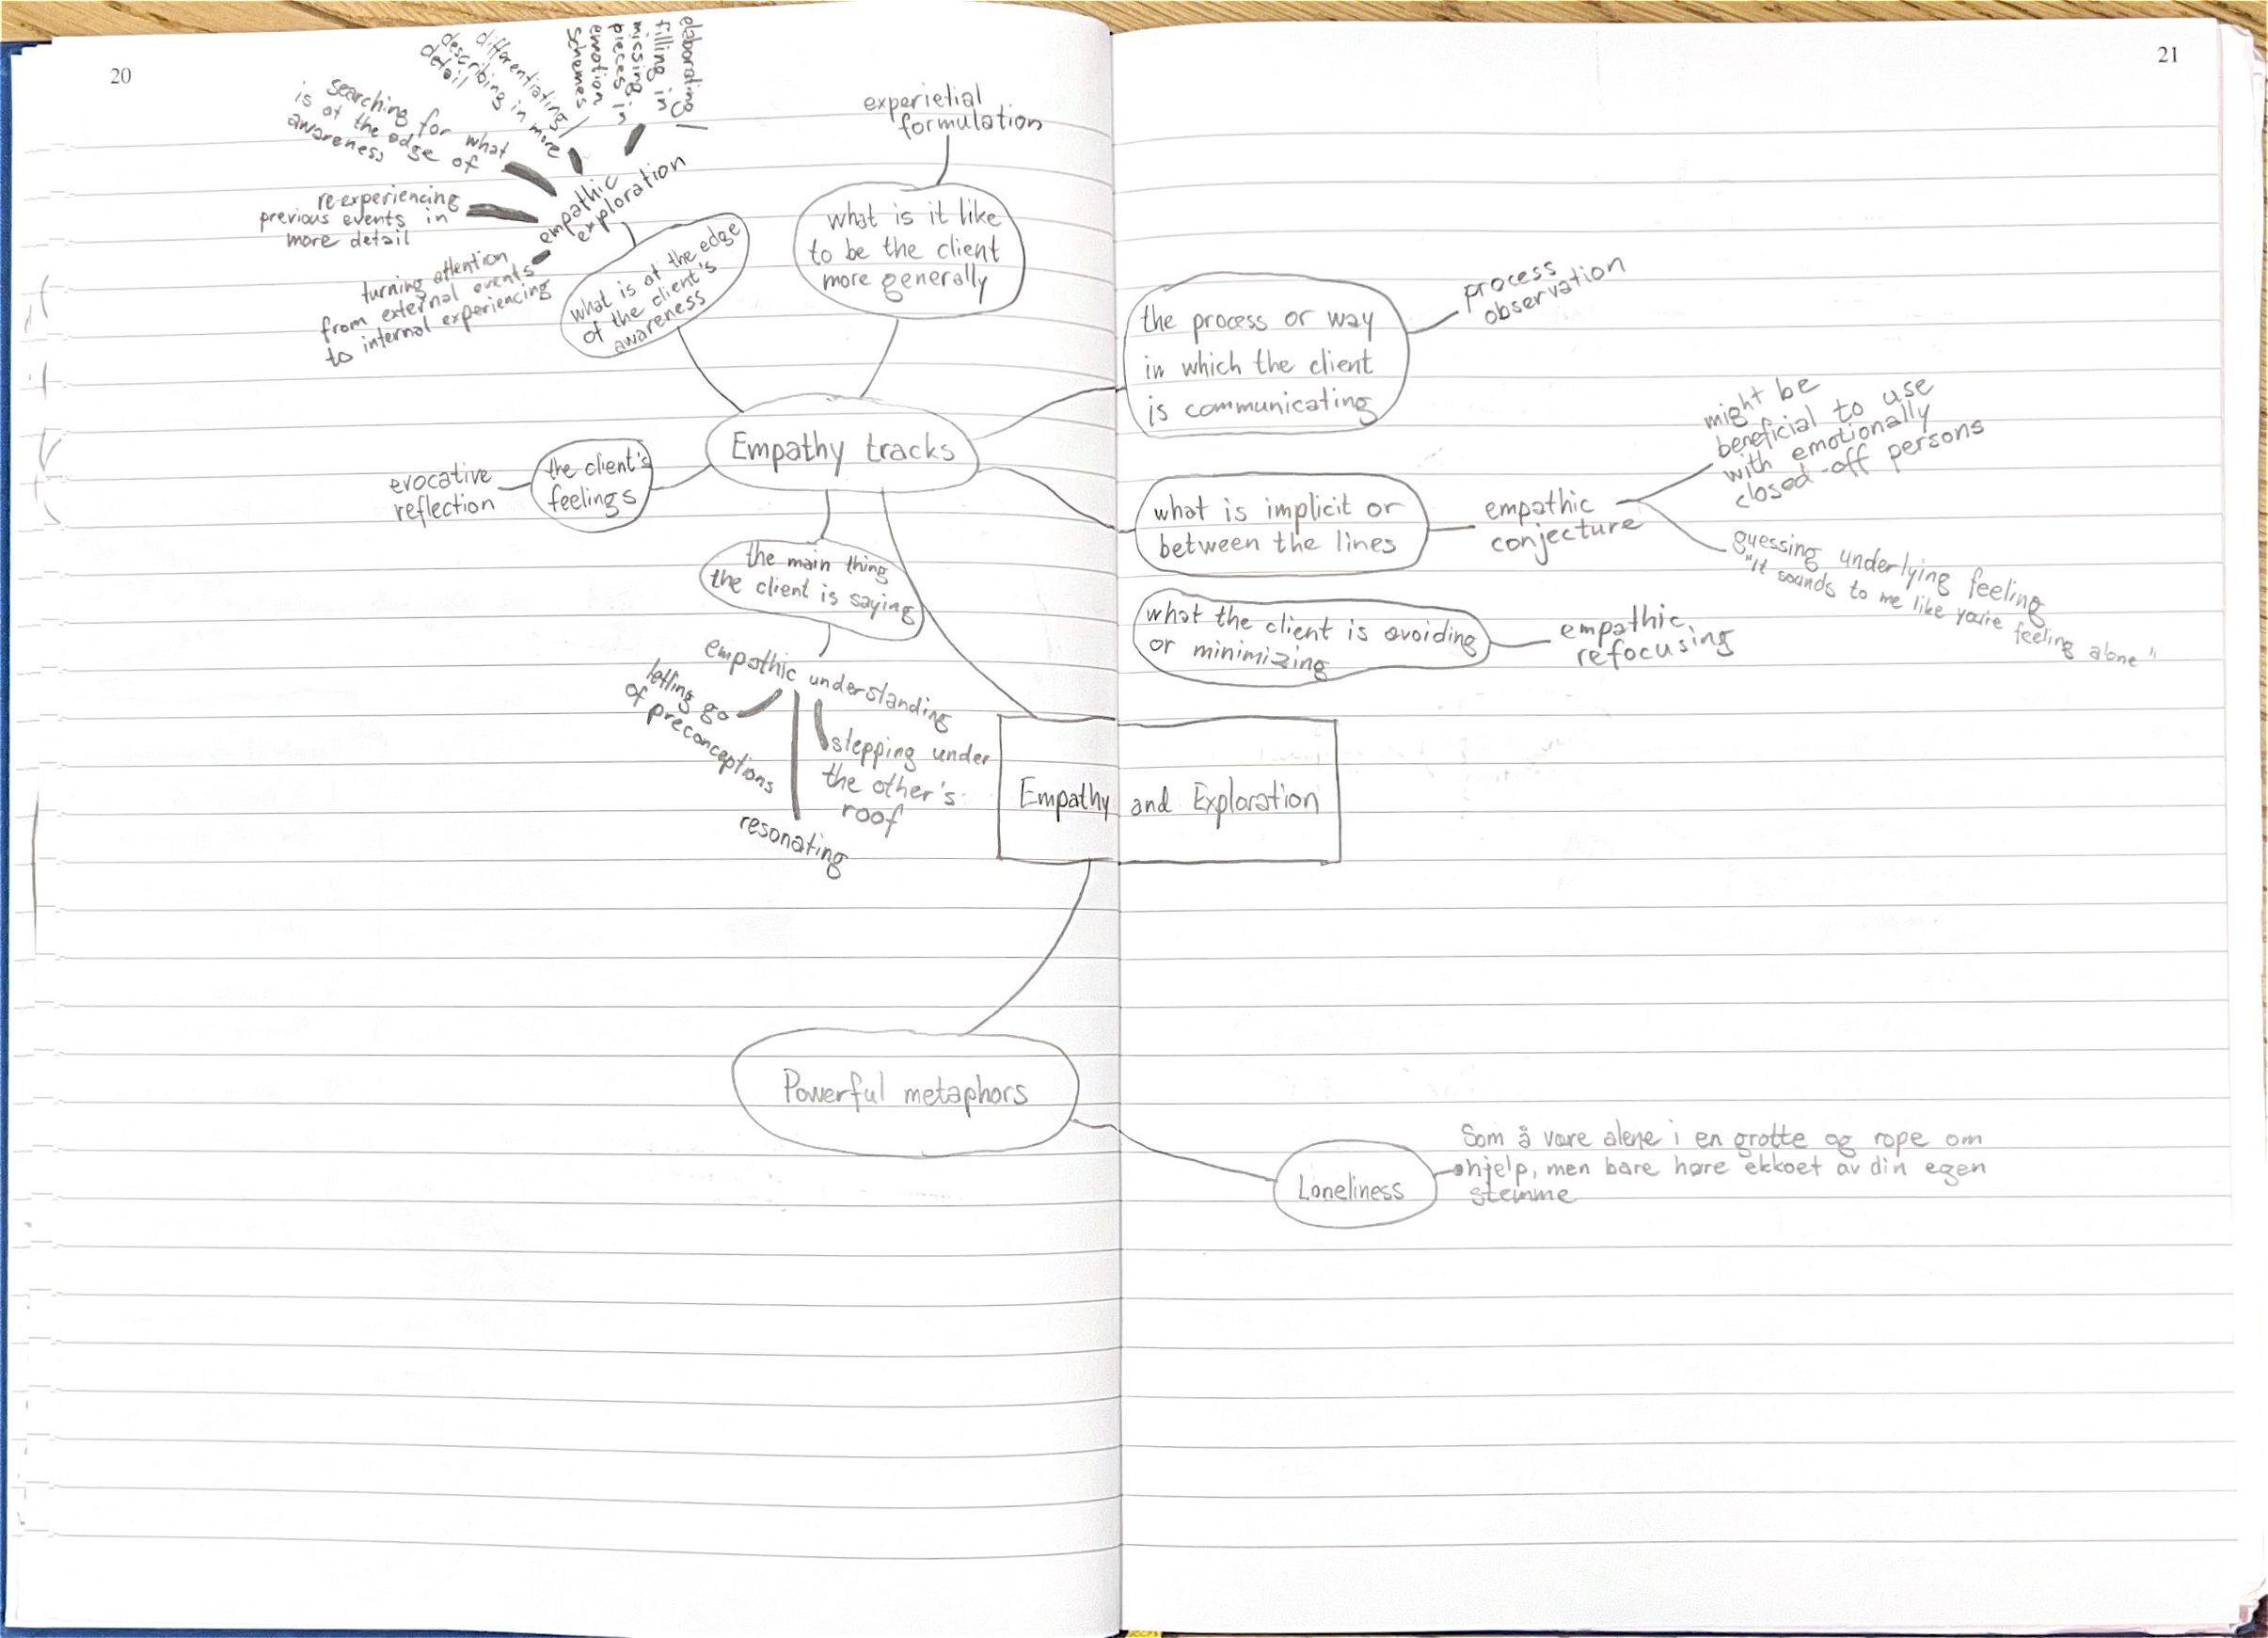 20
elaborating/
filling in
missing
pieces in
emotion
schemes
differentiating/
describing in more
detail
searching for what
is at the edge of
awareness
re-experiencing
previous events in
more detail
turning attention
from external events
to internal experiencing
empathic
exploration
what is at the edge
of the client's
awareness
experietial
formulation
what is it like
to be the client
more generally
Empathy tracks
evocative
reflection
the client's
feelings
the main thing
the client is saying
empathic understanding
letting go
of preconceptions
resonating
stepping under
the other's
roof
21
the process or way
in which the client
is communicating
process
observation
what is implicit or
between the lines
empathic
conjecture
might be
beneficial to use
with emotionally
closed-off persons
guessing underlying feeling
"It sounds to me like you're feeling alone"
what the client is avoiding
or minimizing
empathic
refocusing
Empathy and Exploration
Powerful metaphors
Loneliness
Som å være alene i en grotte og rope om
hjelp, men bare høre ekkoet av din egen
stemme